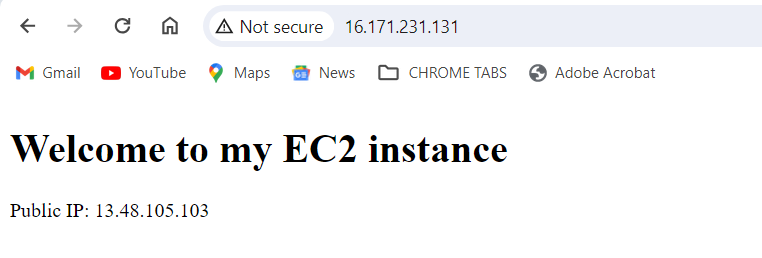 Not secure 16.171.231.131
Gmail YouTube Maps News CHROME TABS Adobe Acrobat
Welcome to my EC2 instance
Public IP: 13.48.105.103